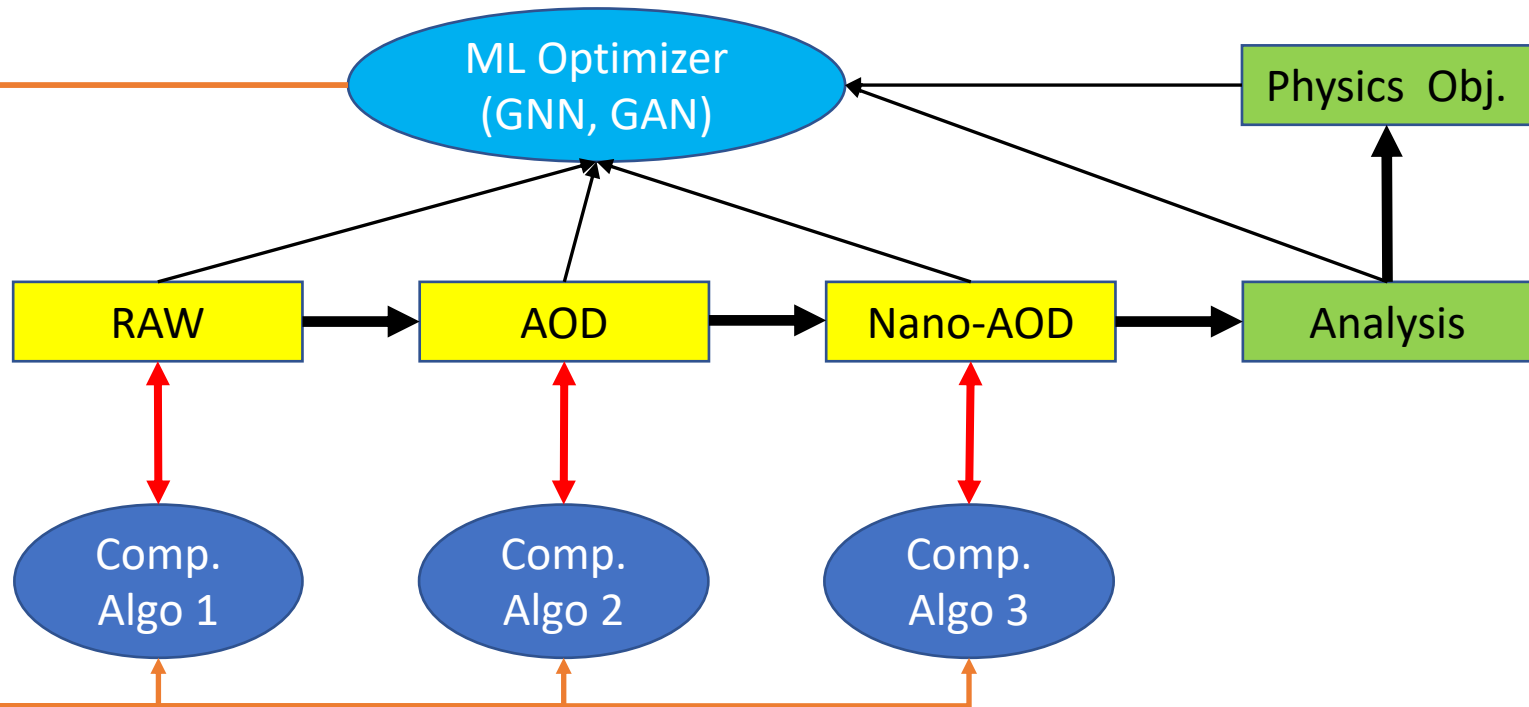 ML Optimizer
(GNN, GAN)
Physics Obj.
RAW
AOD
Nano-AOD
Analysis
Comp.
Algo 1
Comp.
Algo 2
Comp.
Algo 3